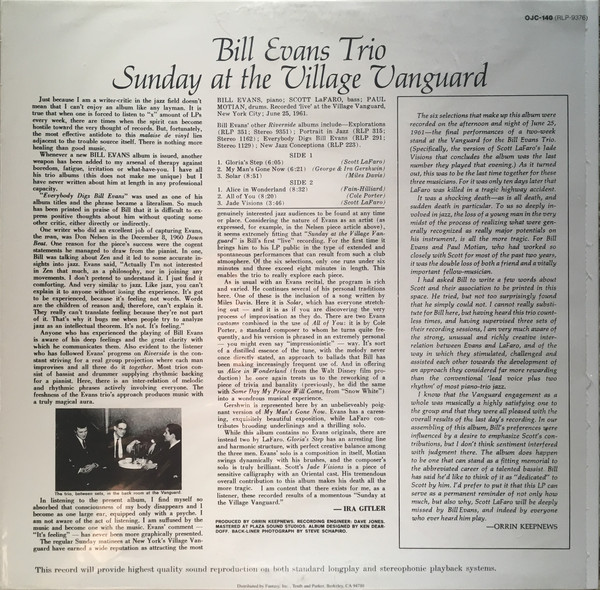 OJC-140 (RLP-9376)
Bill Evans Trio
Sunday at the Village Vanguard
Just because I am a writer-critic in the jazz field doesn't
mean that I can't enjoy an album like any layman. It is
true that when one is forced to listen to "x" amount of LP's
every week, there are times when the spirit can become
hostile toward the very thought of records. But, fortunately,
the most effective antidote to this malaise de vinyl lies
adjacent to the trouble source itself. There is nothing more
healing than good music.
Whenever a new BILL EVANS album is issued, another
weapon has been added to my arsenal of therapy against
boredom, fatigue, irritation or what-have-you. I have all
his trio albums (this does not make me unique) but I
have never written about him at length in any professional
capacity.
"Everybody Digs Bill Evans" was used as one of his
album titles and the phrase became a literalism. So much
has been printed in praise of Bill that it is difficult to ex-
press positive thoughts about him without quoting some
other critic, either directly or indirectly.
One writer who did an excellent job of capturing Evans,
the men, was Don Nelsen in the December 8, 1960 Down
Beat. One reason for the piece's success were the cogent
statements he managed to draw from the pianist. In one,
Bill was talking about Zen and it led to some accurate in-
sights into jazz. Evans said, "Actually I'm not interested
in Zen that much, as a philosophy, nor in joining any
movements. I don't pretend to understand it. I just find it
comforting. And very similar to jazz. Like jazz, you can't
explain it to anyone without losing the experience. It's got
to be experienced, because it's feeling not words. Words
are the children of reason and, therefore, can't explain it.
They really can't translate feeling because they're not part
of it. That's why it bugs me when people try to analyze
jazz as an intellectual theorem. It's not. It's feeling."
Anyone who has experienced the playing of Bill Evans
is aware of his deep feelings and the great clarity with
which he communicates them. Also evident to the listener
who has followed Evans' progress on Riverside is the con-
stant striving for a real group projection where each man
improvises and all three do it together. Most trios con-
sist of bassist and drummer supplying rhythmic backing
for a pianist. Here, there is an inter-relation of melodic
and rhythmic phrases actively involving everyone. The
freshness of the Evans trio's approach produces music with
a truly magical aura.
The trio, between sets, in the back room of the Vanguard
In listening to the present album, I find myself so
absorbed that consciousness of my body disappears and I
become as one large ear, equipped only with a psyche. I
am not aware of the act of listening. I am suffused by the
music and become one with the music. Evans' comment —
"It's feeling" — has never been more graphically presented.
The regular Sunday matinees at New York's Village Van-
guard have earned a wide reputation as attracting the most
BILL EVANS, piano; SCOTT LaFARO, bass; PAUL
MOTIAN, drums. Recorded 'live' at the Village Vanguard,
New York City; June 25, 1961.
Bill Evans' other Riverside albums include—Explorations
(RLP 351; Stereo 9351); Portrait in Jazz (RLP 315;
Stereo 1162); Everybody Digs Bill Evans (RLP 291;
Stereo 1129); New Jazz Conceptions (RLP 223).
SIDE 1
1. Gloria's Step (6:05) (Scott LaFaro)
2. My Man's Gone Now (6:21) (George & Ira Gershwin)
3. Solar (8:51) (Miles Davis)
SIDE 2
1. Alice in Wonderland (8:32) (Fain-Hilliard)
2. All of You (8:20) (Cole Porter)
3. Jade Visions (3:46) (Scott LaFaro)
genuinely interested jazz audiences to be found at any time
or place. Considering the nature of Evans as an artist (as
expressed, for example, in the Nelsen piece article above),
it seems extremely fitting that "Sunday at the Village Van-
guard" is Bill's first "live" recording. For the first time it
brings him to his LP public in the type of extended and
spontaneous performances that can result from such a club
atmosphere. Of the six selections, only one runs under six
minutes and three exceed eight minutes in length. This
enables the trio to really explore each piece.
As is usual with an Evans recital, the program is rich
and varied. He continues several of his personal traditions
here. One of these is the inclusion of a song written by
Miles Davis. Here it is Solar, which has everyone stretch-
ing out — and it is as if you are discovering the very
process of improvisation as they do. There are two Evans
customs combined in the use of All of You: it is by Cole
Porter, a standard composer to whom he turns quite fre-
quently, and his version is phrased in an extremely personal
— you might even say "impressionistic" — way. It's sort
of a distilled essence of the tune, with the melody never
once directly stated, an approach to ballads that Bill has
been making increasingly frequent use of. And in offering
us Alice in Wonderland (from the Walt Disney film pro-
duction) he once again treats us to the reworking of a
piece of trivia and banality (previously, he did the same
with Some Day My Prince Will Come, from "Snow White")
into a wondrous musical experience.
Gershwin is represented here by an unbelievably poig-
nant version of My Man's Gone Now. Evans has a caress-
ing, exquisitely beautiful exposition, while LaFaro con-
tributes brooding underlinings and a thrilling solo.
While this album contains no Evans originals, there are
instead two by LaFaro. Gloria's Step has an arresting line
and harmonic structure, with perfect creative balance among
the three men. Evans' solo is a composition in itself, Motian
swings dynamically with his brushes, and the composer's
solo is truly brilliant. Scott's Jade Visions is a piece of
sensitive calligraphy with an Oriental cast. His tremendous
overall contribution to this album makes his death all the
more tragic. I am content that there exists for me, as a
listener, these recorded results of a momentous "Sunday at
the Village Vanguard."
—IRA GITLER
PRODUCED BY ORRIN KEEPNEWS. RECORDING ENGINEER: DAVE JONES.
MASTERED AT PLAZA SOUND STUDIOS. ALBUM DESIGNED BY KEN DEAR-
DOFF. BACK-LINER PHOTOGRAPH BY STEVE SCHAPIRO.
The six selections that make up this album were
recorded on the afternoon and night of June 25,
1961—the final performances of a two-week
stand at the Vanguard for the Bill Evans Trio.
(Specifically, the version of Scott LaFaro's Jade
Visions that concludes the album was the last
number they played that evening.) As it turned
out, this was to be the last time together for these
three musicians. For it was only ten days later that
LaFaro was killed in a tragic highway accident.
It was a shocking death—as is all death, and
sudden death in particular. To us so deeply in-
volved in jazz, the loss of a young man in the very
midst of the process of realizing what were gen-
erally recognized as really major potentials on
his instrument, is all the more tragic. For Bill
Evans and Paul Motian, who had worked so
closely with Scott for most of the past two years,
it was the double loss of both a friend and a vitally
important fellow-musician.
I had asked Bill to write a few words about
Scott and their association to be printed in this
space. He tried, but not too surprisingly found
that he simply could not. I cannot really substi-
tute for Bill here, but having heard this trio count-
less times, and having supervised three sets of
their recording sessions, I am very much aware of
the strong, unusual and richly creative inter-
relation between Evans and LaFaro, and of the
way in which they stimulated, challenged and
assisted each other towards the development of
an approach they considered far more rewarding
than the conventional 'lead voice plus two
rhythm' of most piano-trio jazz.
I know that the Vanguard engagement as a
whole was musically a highly satisfying one to
the group and that they were all pleased with the
overall results of the last day's recording. In our
assembling of this album, Bill's preferences were
influenced by a desire to emphasize Scott's con-
tributions, but I don't think sentiment interfered
with judgment there. The album does happen
to be one that can stand as a fitting memorial to
the abbreviated career of a talented bassist. Bill
has said he'd like to think of it as "dedicated" to
Scott by him. I'd prefer to put it that this LP can
serve as a permanent reminder of not only how
much, but also why, Scott LaFaro will be deeply
missed by Bill Evans, and indeed by everyone
who ever heard him play.
—ORRIN KEEPNEWS
This record will provide highest quality sound reproduction on both standard longplay and stereophonic playback systems.
Distributed by Fantasy, Inc., Tenth and Parker, Berkeley, CA 94710